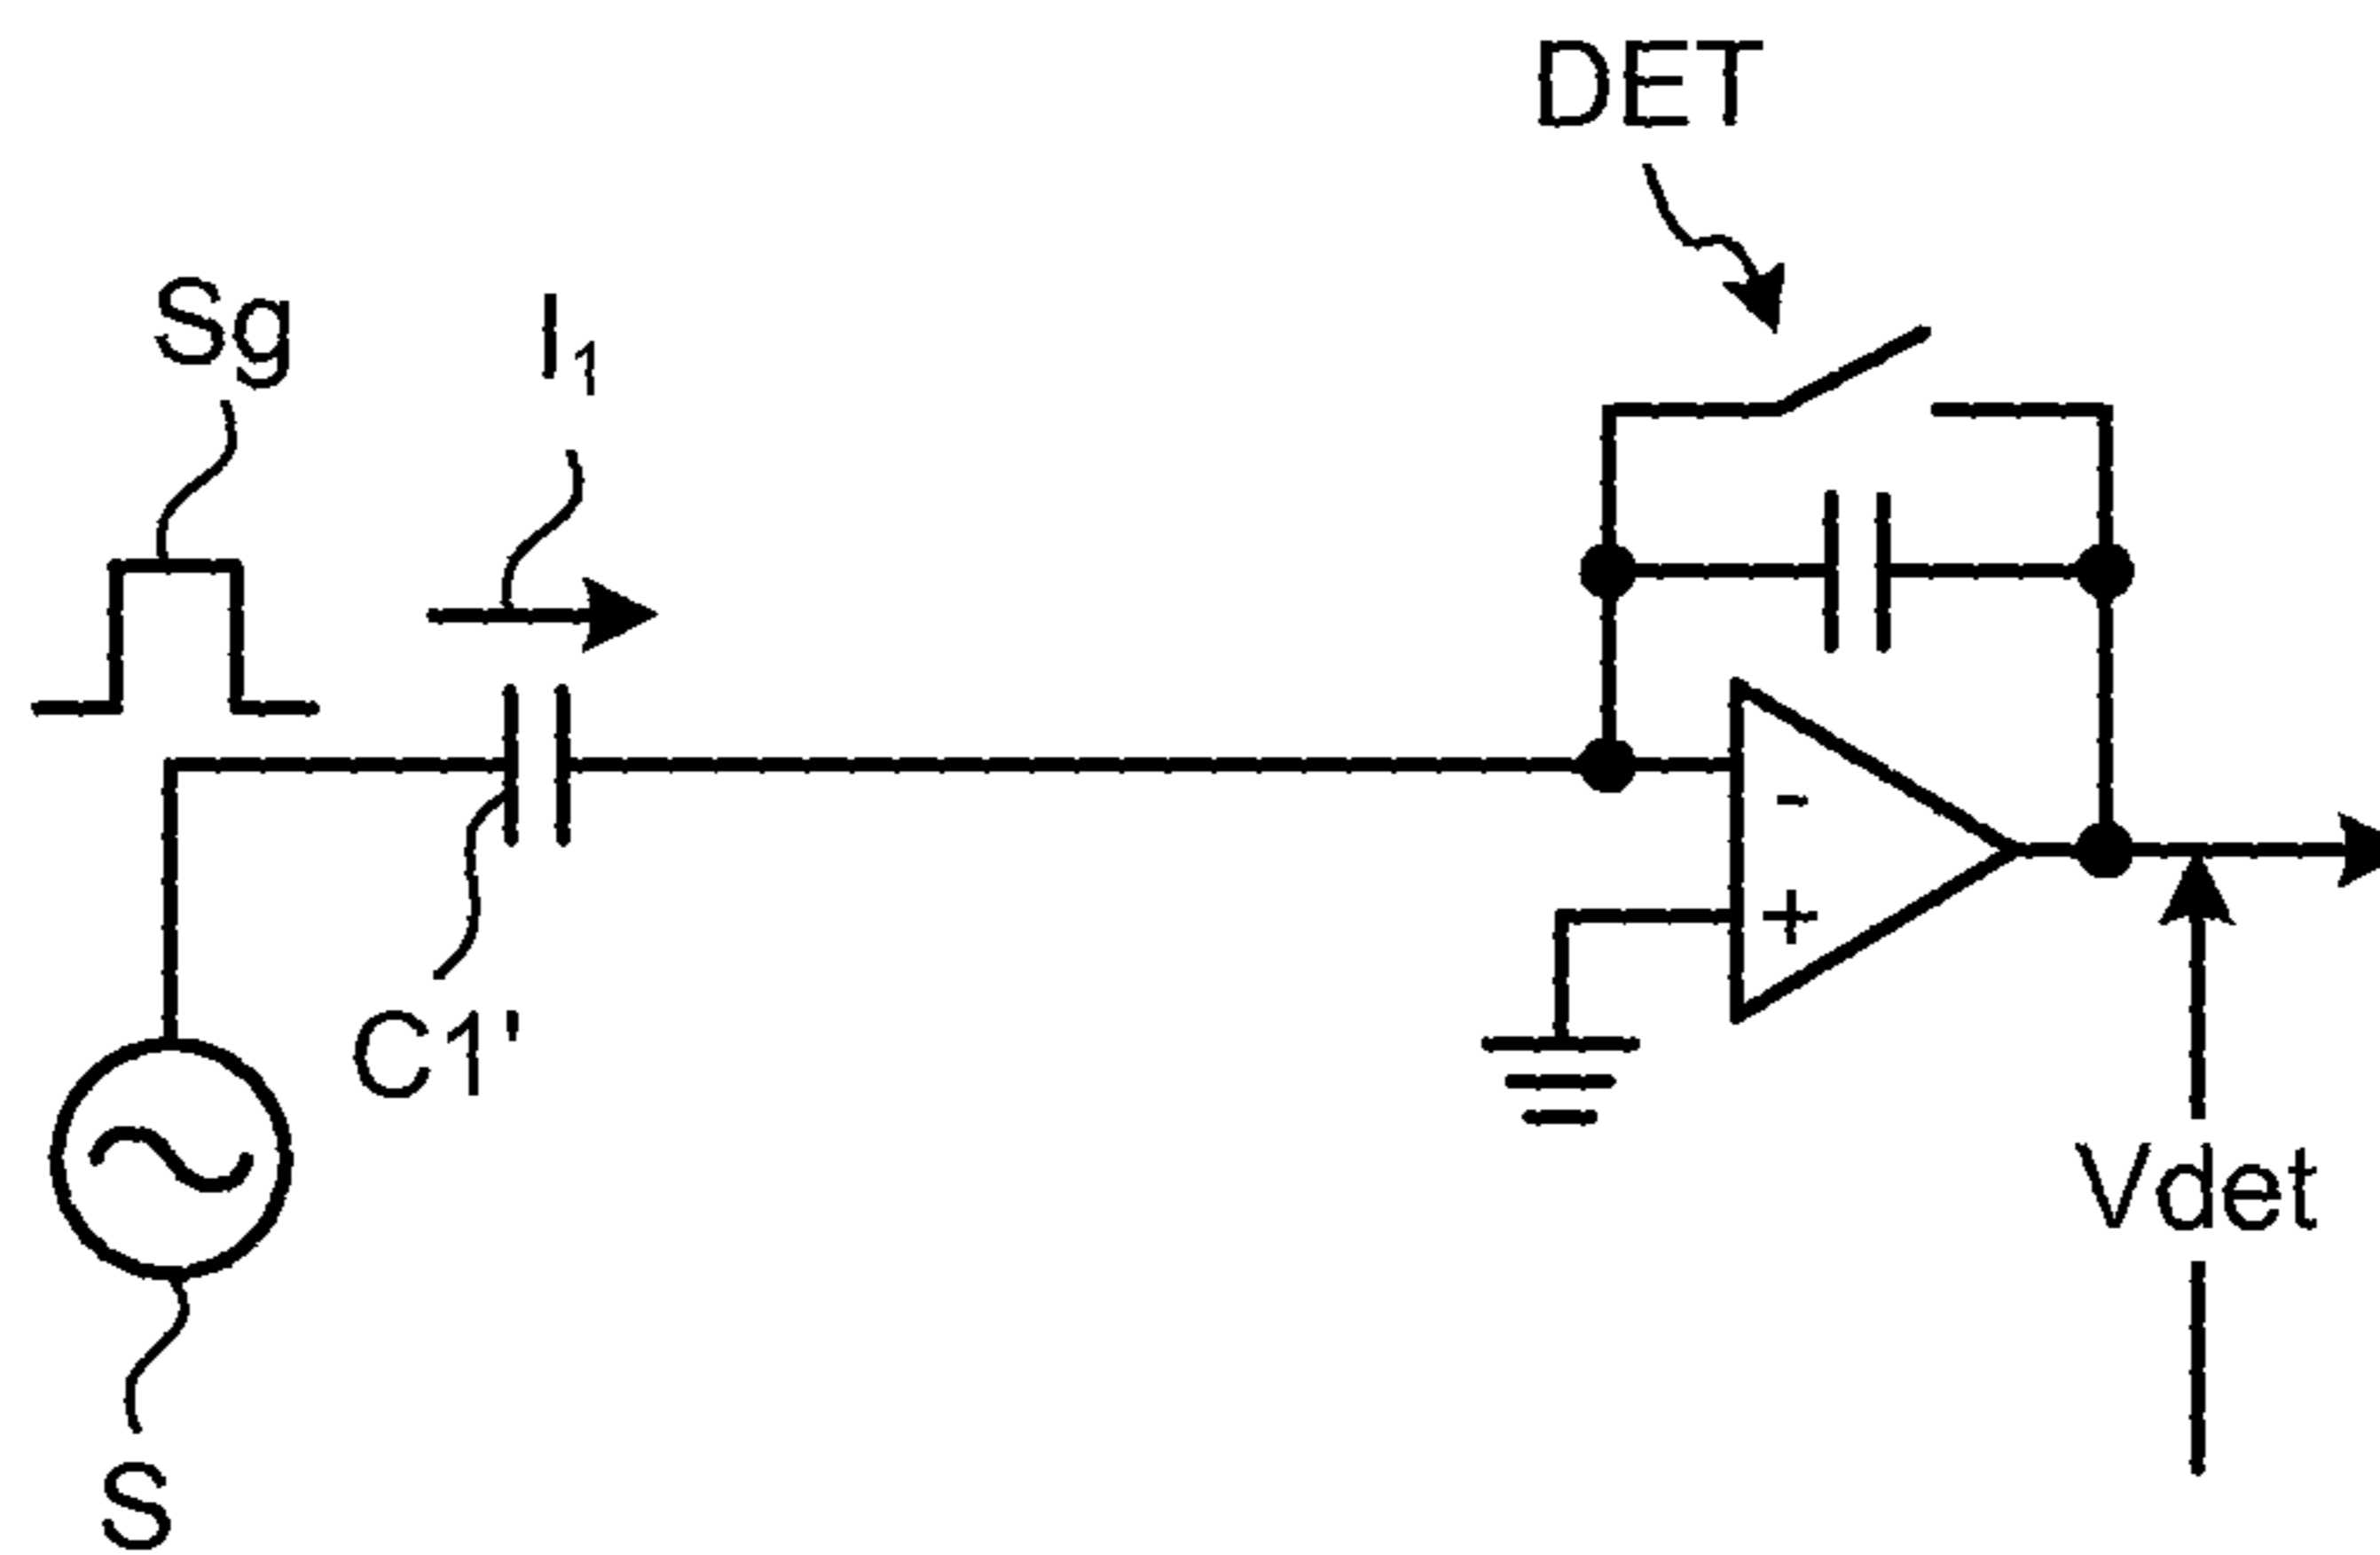 DET
Sg
I₁
-
+
C1'
Vdet
S